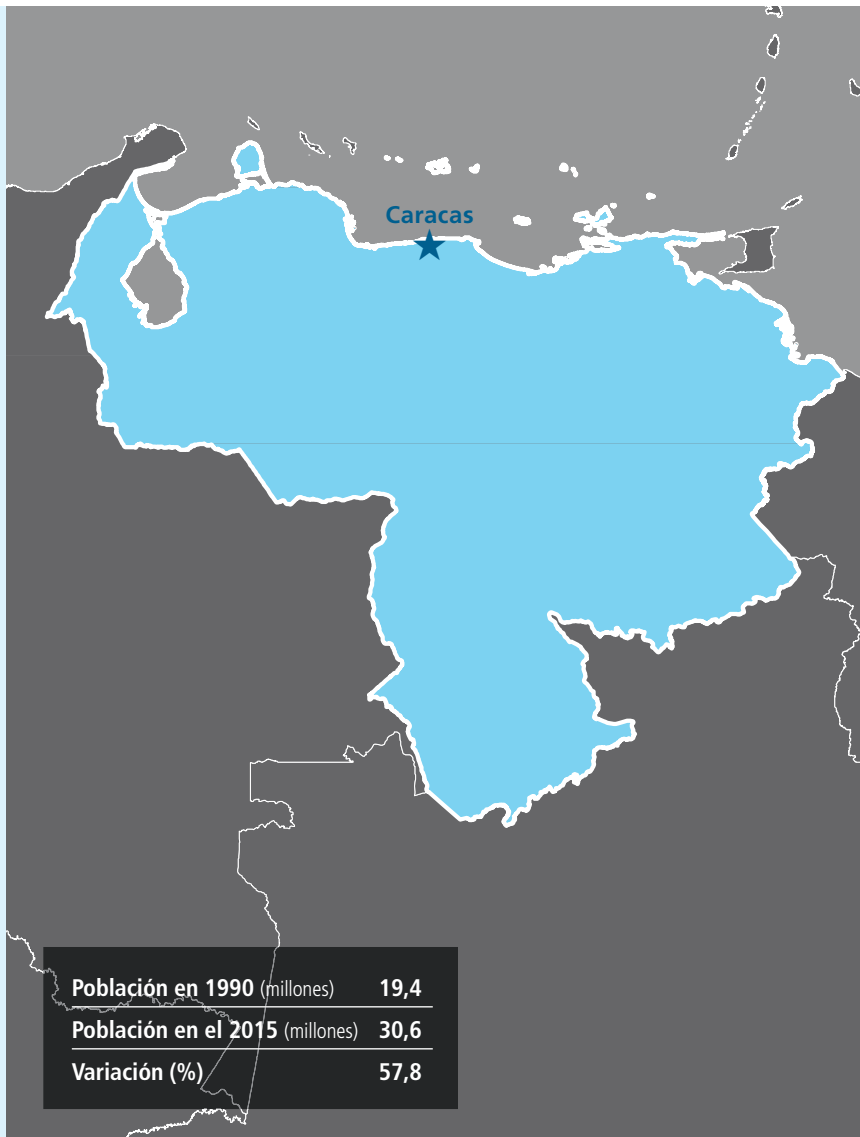 Caracas
Población en 1990 (millones) 19,4
Población en el 2015 (millones) 30,6
Variación (%) 57,8